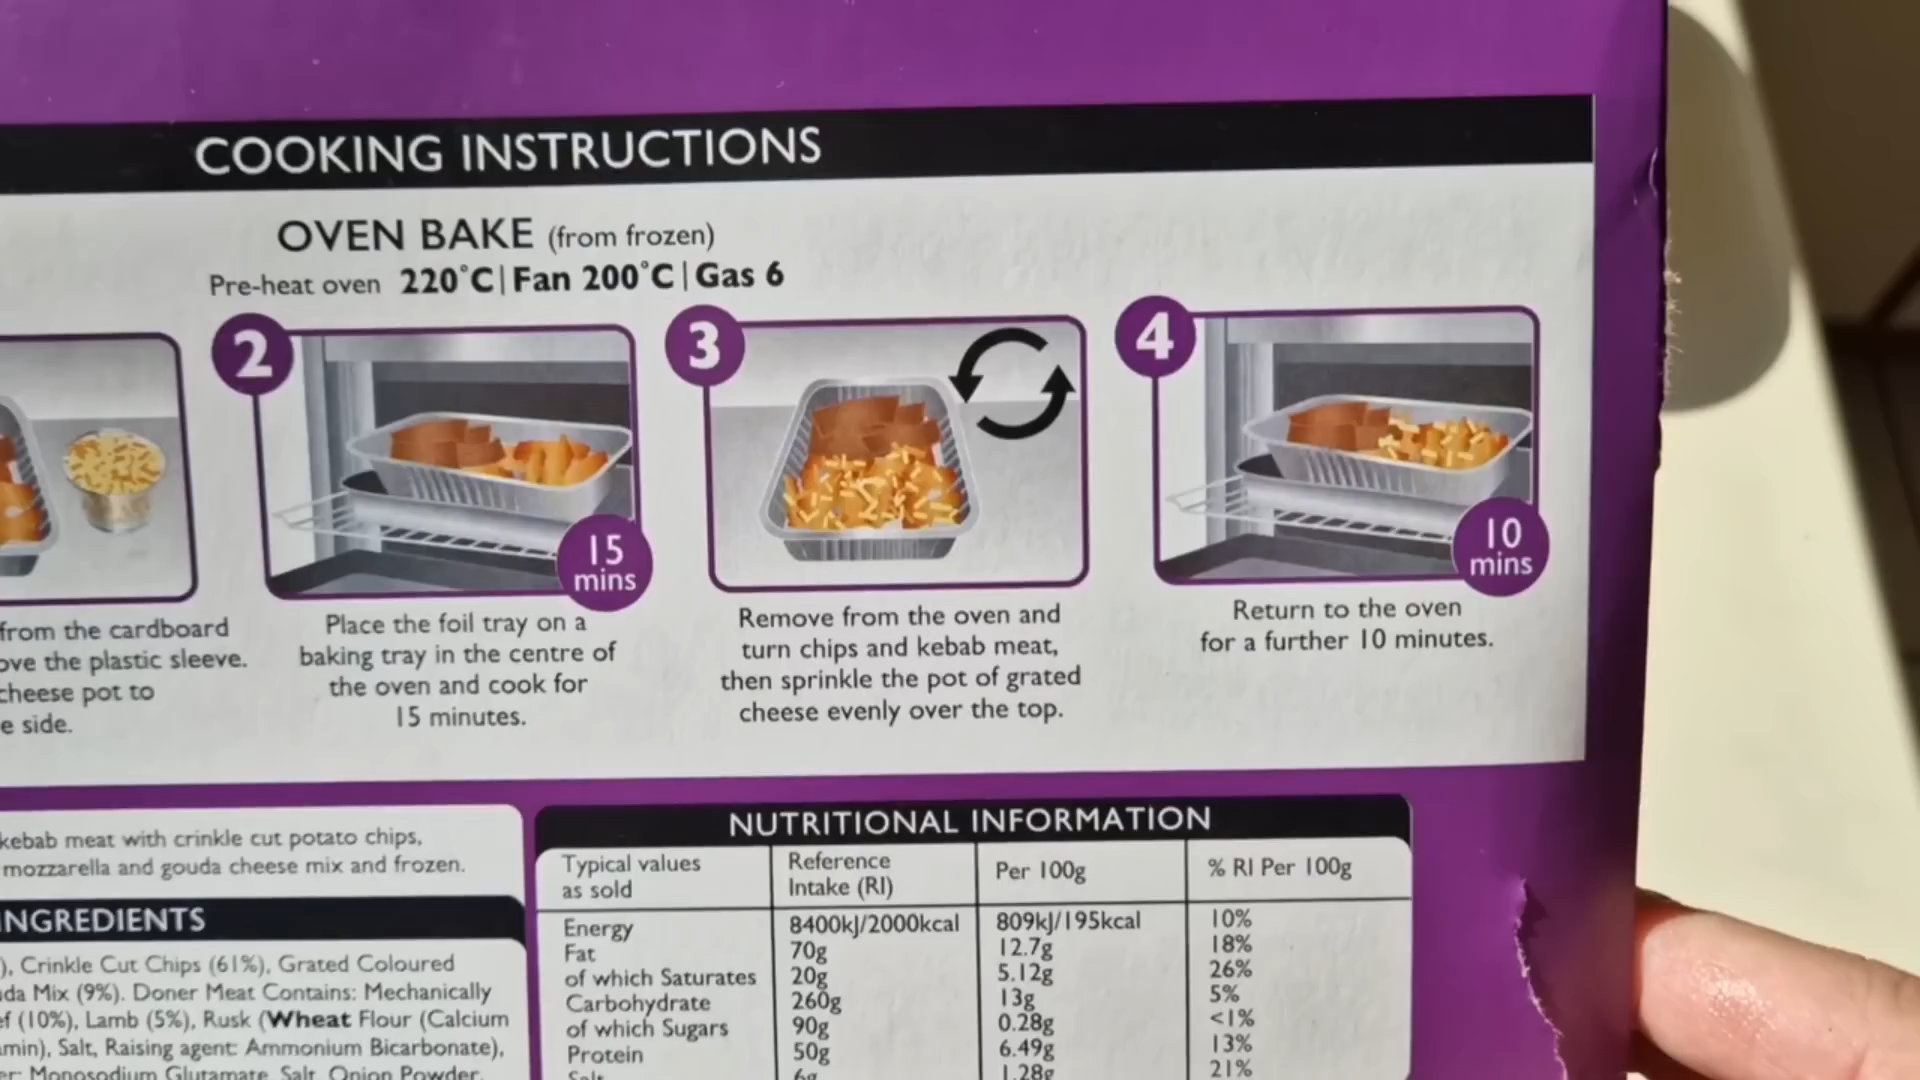 COOKING INSTRUCTIONS
OVEN BAKE (from frozen)
Pre-heat oven 220°C|Fan 200°C|Gas 6
from the cardboard
the plastic sleeve.
cheese pot to
side.
2
15
mins
Place the foil tray on a
baking tray in the centre of
the oven and cook for
15 minutes.
3
Remove from the oven and
turn chips and kebab meat,
then sprinkle the pot of grated
cheese evenly over the top.
4
10
mins
Return to the oven
for a further 10 minutes.
kebab meat with crinkle cut potato chips,
mozzarella and gouda cheese mix and frozen.
INGREDIENTS
), Crinkle Cut Chips (61%), Grated Coloured
Mix (9%). Doner Meat Contains: Mechanically
(10%), Lamb (5%), Rusk (Wheat Flour (Calcium
Salt, Raising agent: Ammonium Bicarbonate),
Monosodium Glutamate, Salt, Onion Powder,
NUTRITIONAL INFORMATION
Typical values as sold Reference Intake (RI) Per 100g % RI Per 100g
Energy 8400kJ/2000kcal 809kJ/195kcal 10%
Fat 70g 12.7g 18%
of which Saturates 20g 5.12g 26%
Carbohydrate 260g 13g 5%
of which Sugars 90g 0.28g <1%
Protein 50g 6.49g 13%
Salt 6g 1.28g 21%